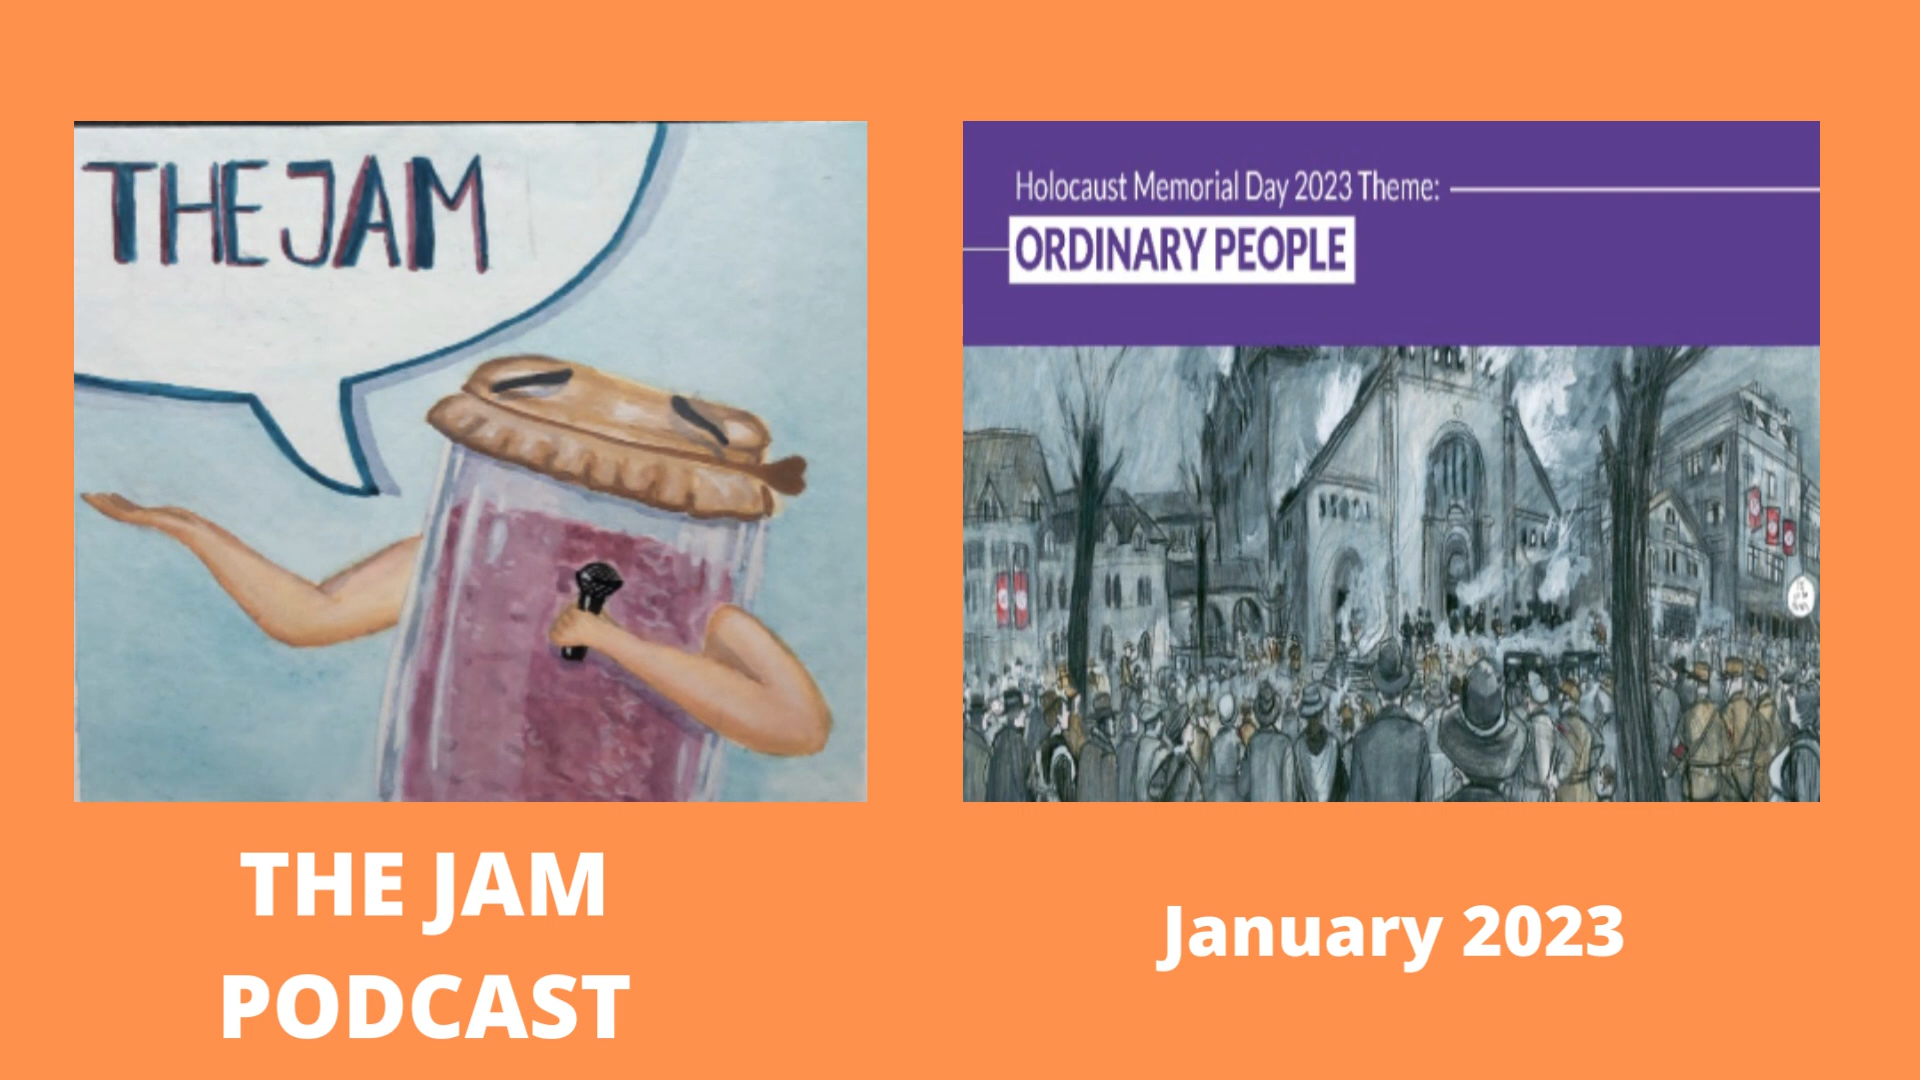 THE JAM
Holocaust Memorial Day 2023 Theme:
ORDINARY PEOPLE
THE JAM
PODCAST
January 2023